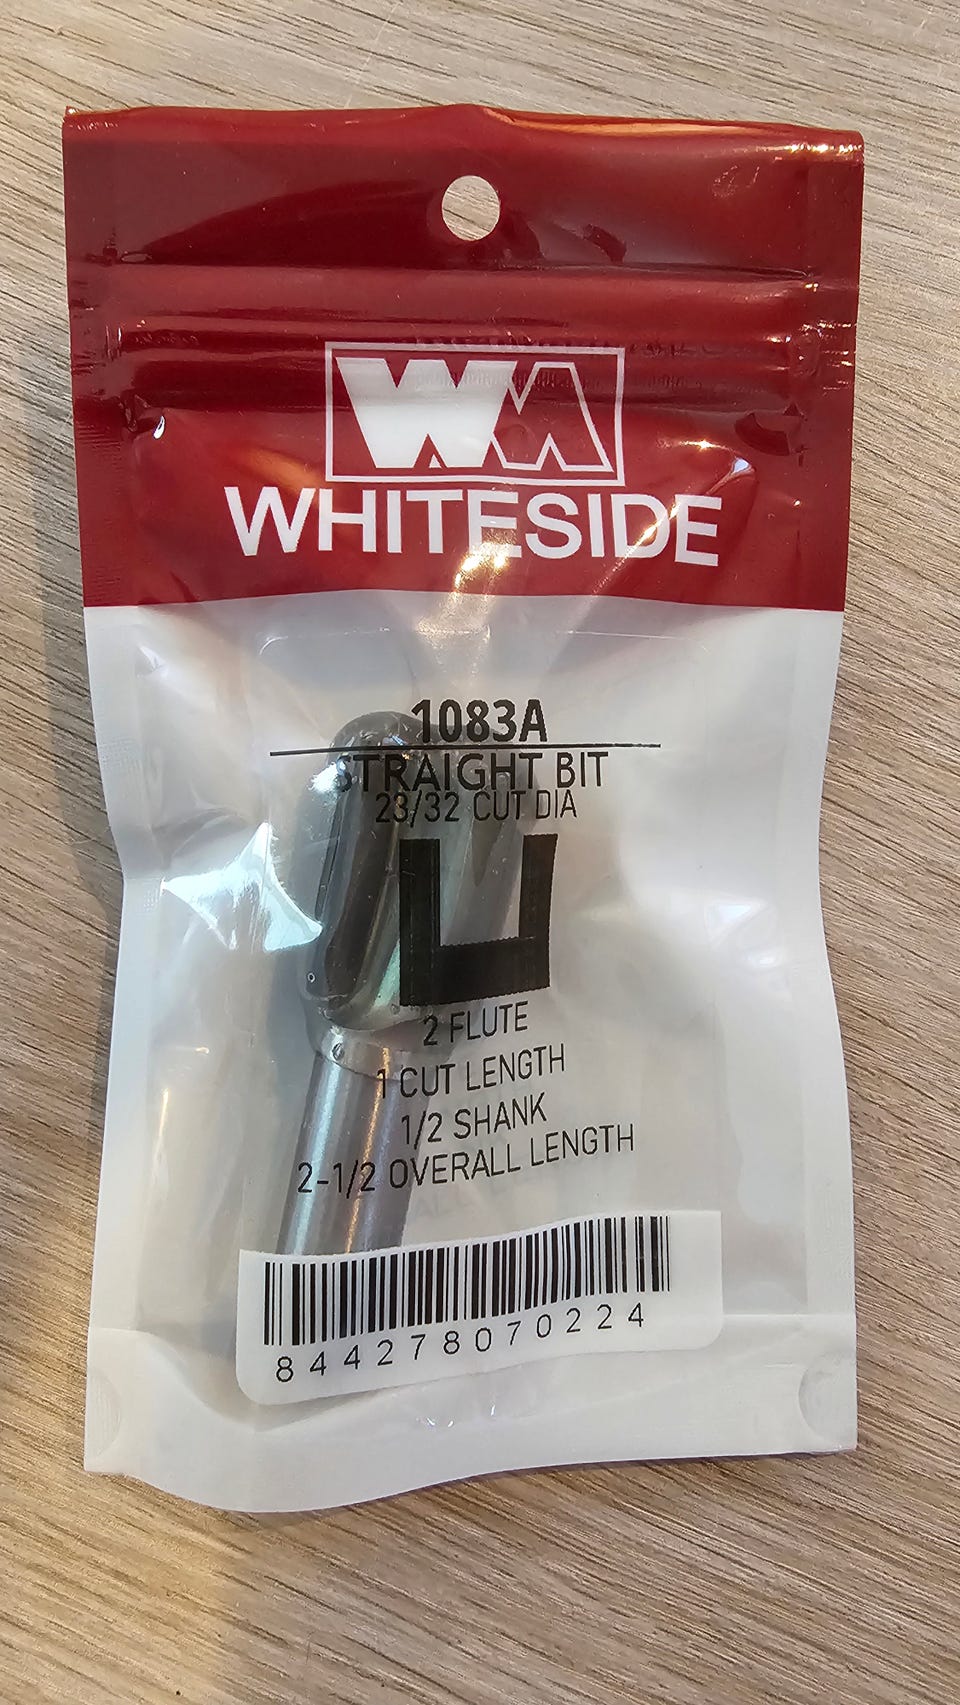 WHITESIDE
1083A
STRAIGHT BIT
23/32 CUT DIA
2 FLUTE
1 CUT LENGTH
1/2 SHANK
2-1/2 OVERALL LENGTH
844278070224